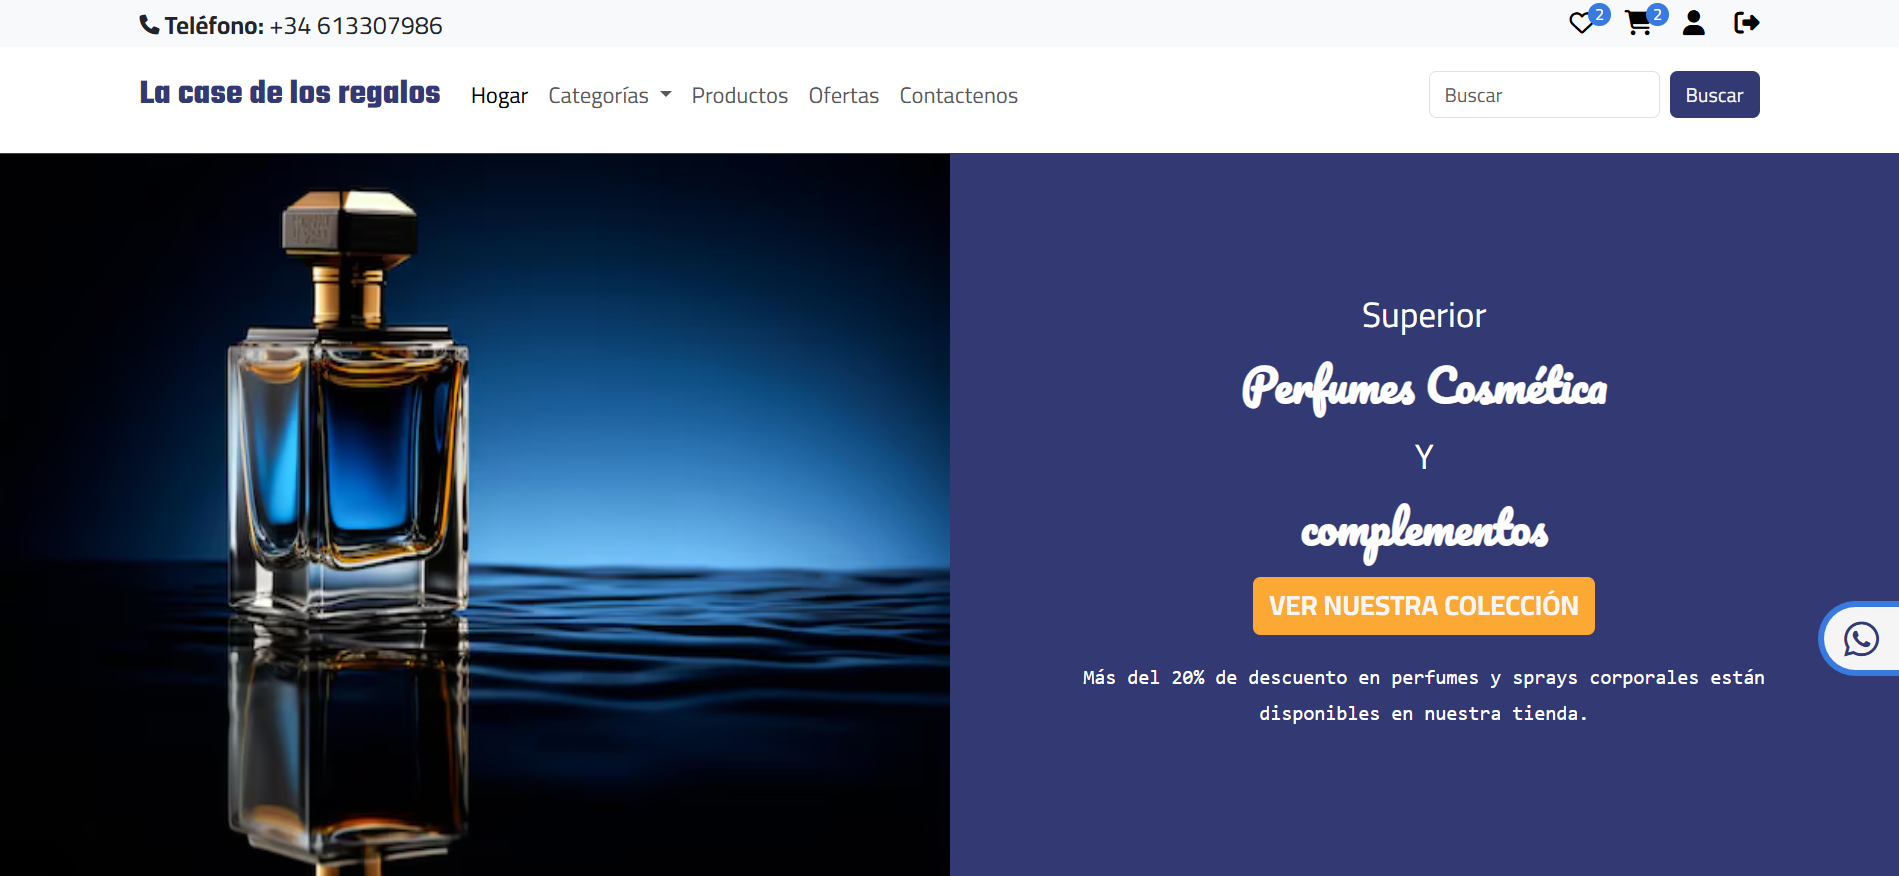 Teléfono: +34 613307986
2
2
La case de los regalos
Hogar
Categorías
Productos
Ofertas
Contactenos
Buscar
Buscar
Superior
Perfumes Cosmética
Y
complementos
VER NUESTRA COLECCIÓN
Más del 20% de descuento en perfumes y sprays corporales están
disponibles en nuestra tienda.